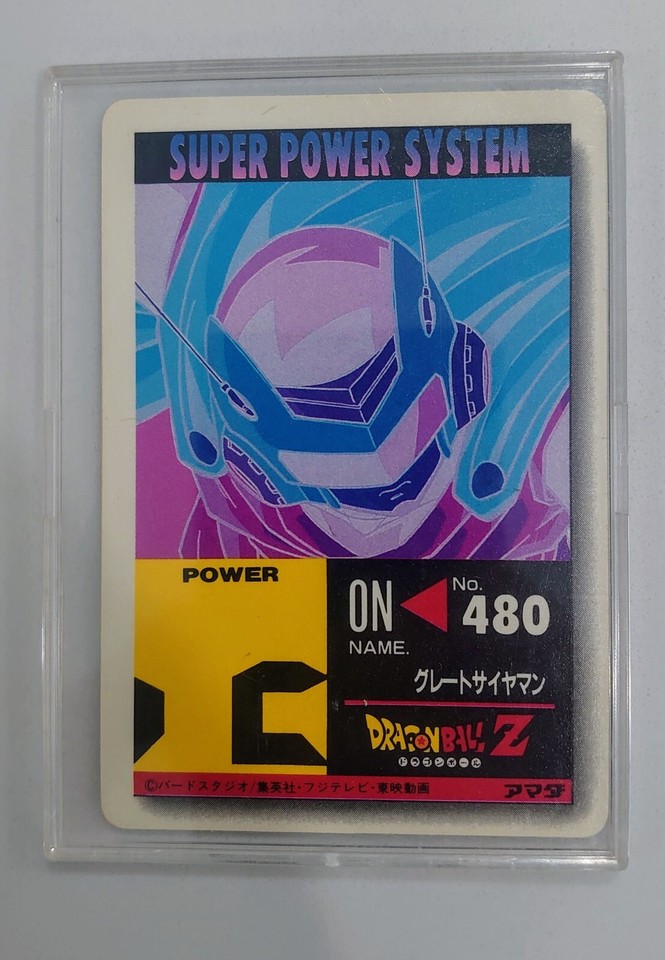 SUPER POWER SYSTEM
POWER
ON
No.
480
NAME.
グレートサイヤマン
DRAGON BALL Z
ドラゴンボール
©バードスタジオ/集英社・フジテレビ・東映動画
アマダ